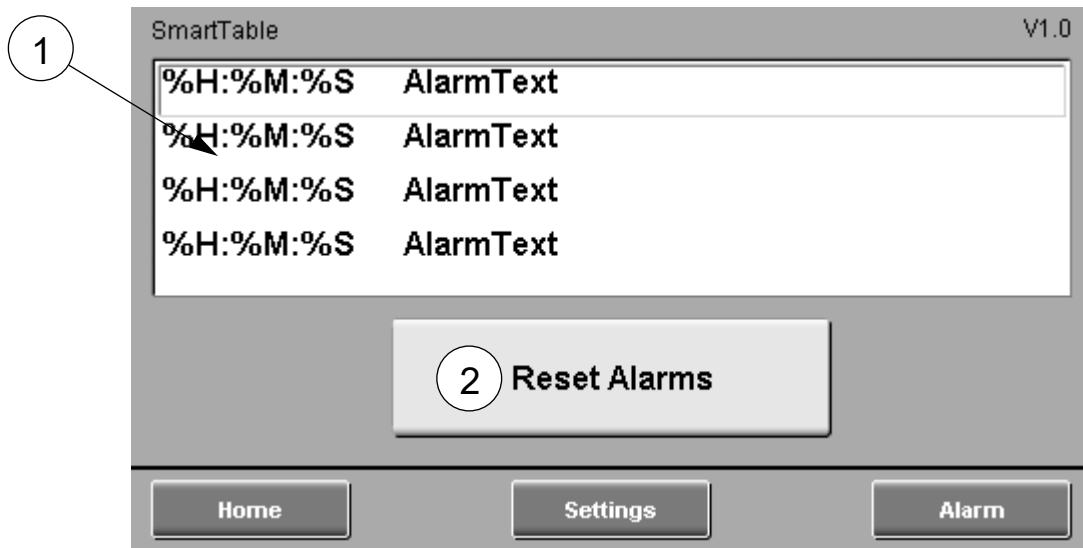 SmartTable V1.0
1
%H:%M:%S AlarmText
%H:%M:%S AlarmText
%H:%M:%S AlarmText
%H:%M:%S AlarmText
2 Reset Alarms
Home Settings Alarm